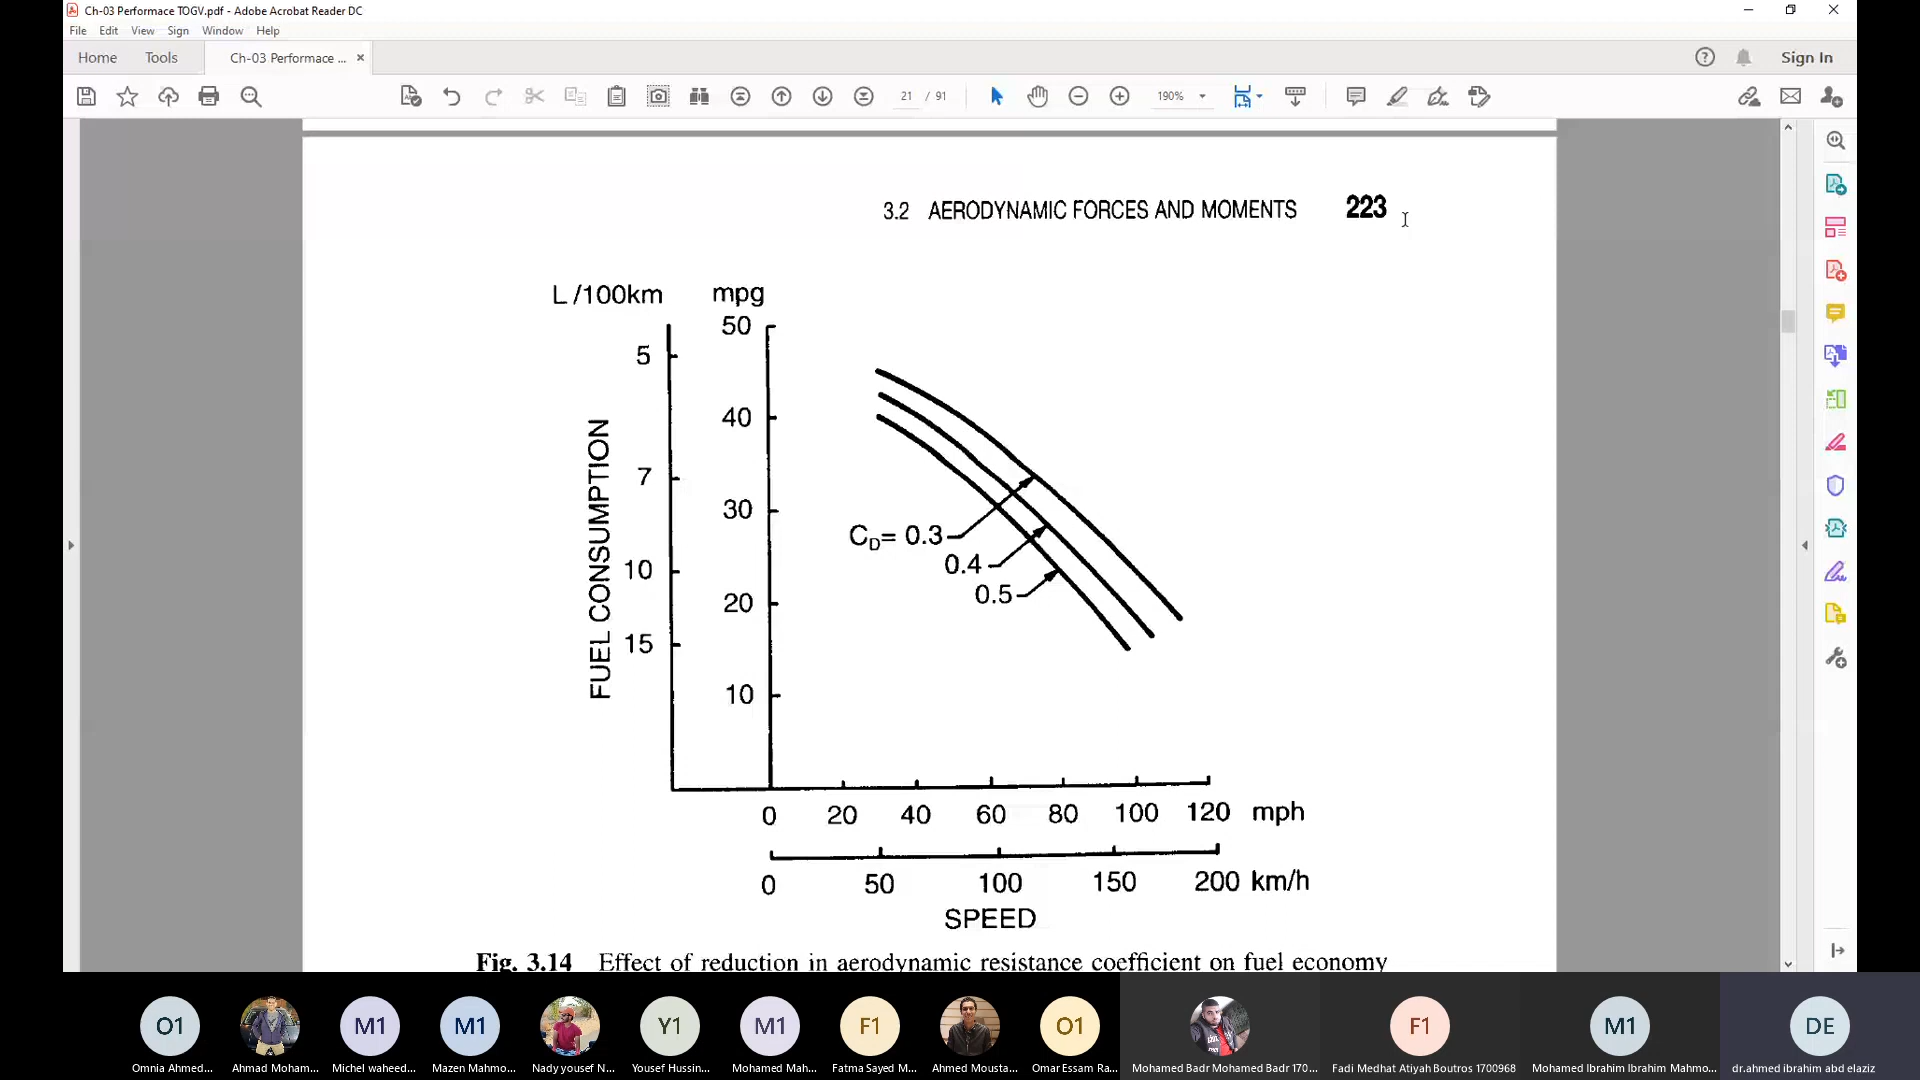 Ch-03 Performace TOGV.pdf - Adobe Acrobat Reader DC
File Edit View Sign Window Help
Home Tools Ch-03 Performace ... × Sign In
21 / 91 190%
3.2 AERODYNAMIC FORCES AND MOMENTS 223
L/100km mpg
50
5
40
7
30
10
20
15
10
FUEL CONSUMPTION
C_D= 0.3
0.4
0.5
0 20 40 60 80 100 120 mph
0 50 100 150 200 km/h
SPEED
Fig. 3.14 Effect of reduction in aerodynamic resistance coefficient on fuel economy
O1 M1 M1 Y1 M1 F1 O1 F1 M1 DE
Omnia Ahmed... Ahmad Moham... Michel waheed... Mazen Mahmo... Nady yousef N... Yousef Hussin... Mohamed Mah... Fatma Sayed M... Ahmed Mousta... Omar Essam Ra... Mohamed Badr Mohamed Badr 170... Fadi Medhat Atiyah Boutros 1700968 Mohamed Ibrahim Ibrahim Mahmo... dr.ahmed ibrahim abd elaziz